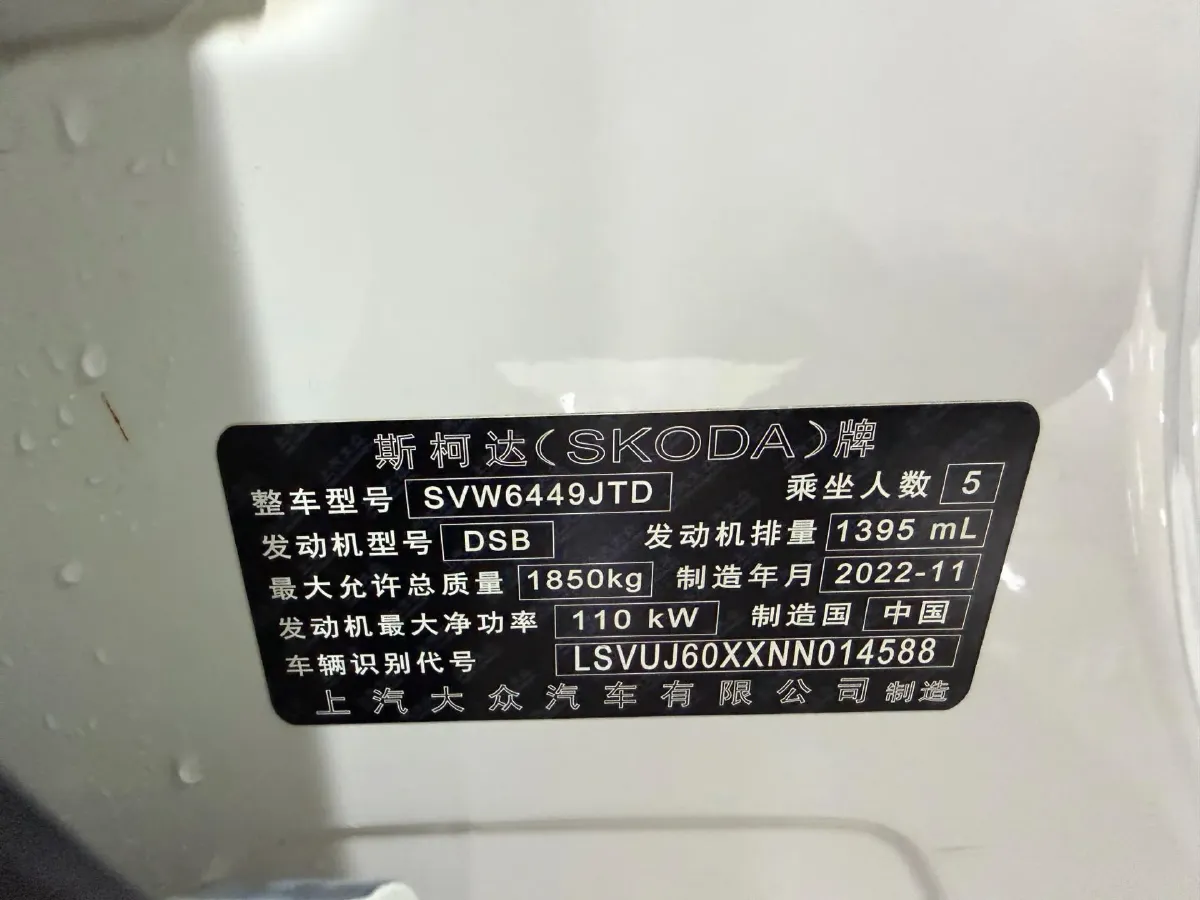 斯柯达(SKODA)牌
整车型号 SVW6449JTD 乘坐人数 5
发动机型号 DSB 发动机排量 1395 mL
最大允许总质量 1850kg 制造年月 2022-11
发动机最大净功率 110 kW 制造国 中国
车辆识别代号 LSVUJ60XXNN014588
上汽大众汽车有限公司制造